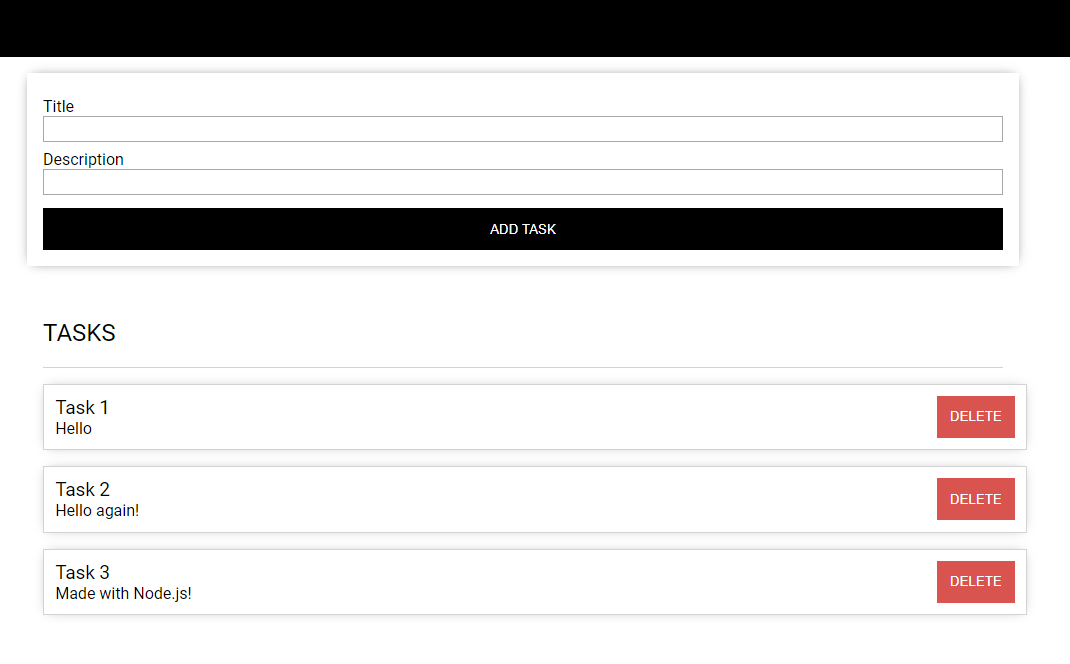 Title
Description
ADD TASK
TASKS
Task 1
Hello
DELETE
Task 2
Hello again!
DELETE
Task 3
Made with Node.js!
DELETE